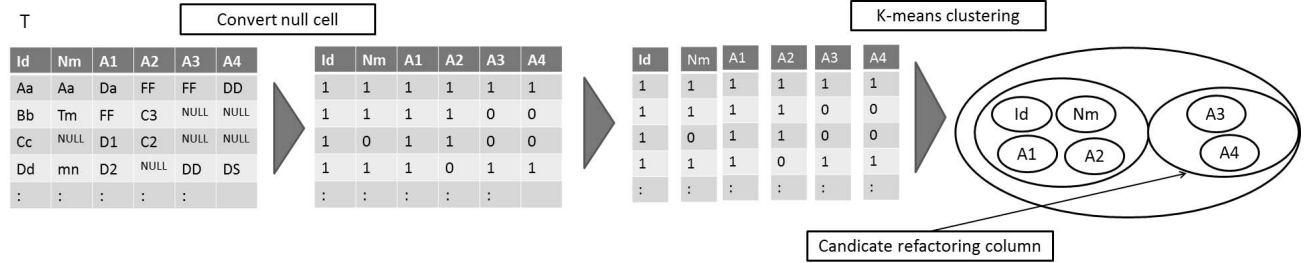 T
Convert null cell
K-means clustering
Id Nm A1 A2 A3 A4
Aa Aa Da FF FF DD
Bb Tm FF C3 NULL NULL
Cc NULL D1 C2 NULL NULL
Dd mn D2 NULL DD DS
: : : : :
Id Nm A1 A2 A3 A4
1 1 1 1 1 1
1 1 1 1 0 0
1 0 1 1 0 0
1 1 1 0 1 1
: : : : :
Id Nm A1 A2 A3 A4
1 1 1 1 1 1
1 1 1 1 0 0
1 0 1 1 0 0
1 1 1 0 1 1
: : : : : :
Id Nm
A1 A2
A3
A4
Candicate refactoring column